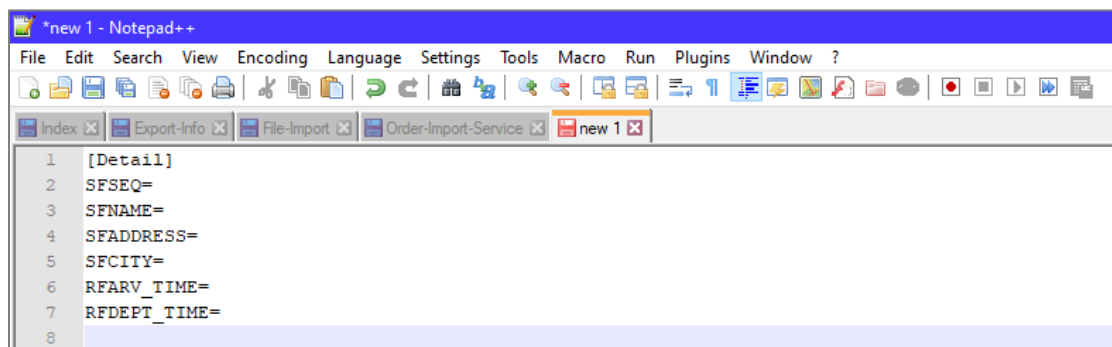 *new 1 - Notepad++
File Edit Search View Encoding Language Settings Tools Macro Run Plugins Window ?
Index Export-Info File-Import Order-Import-Service new 1
1 [Detail]
2 SFSEQ=
3 SFNAME=
4 SFADDRESS=
5 SFCITY=
6 RFARV_TIME=
7 RFDEPT_TIME=
8